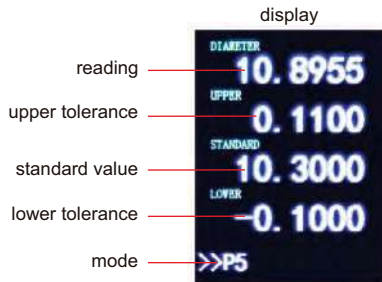 display
DIAMETER
reading 10.8955
UPPER
upper tolerance 0.1100
STANDARD
standard value 10.3000
LOWER
lower tolerance -0.1000
mode >>P5